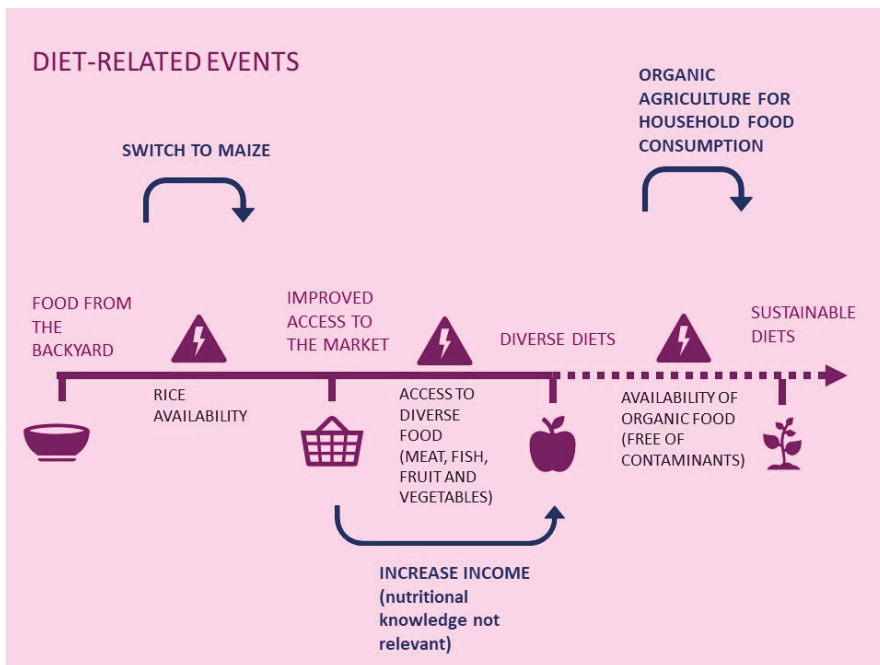 DIET-RELATED EVENTS
SWITCH TO MAIZE
ORGANIC
AGRICULTURE FOR
HOUSEHOLD FOOD
CONSUMPTION
FOOD FROM
THE
BACKYARD
IMPROVED
ACCESS TO
THE MARKET
DIVERSE DIETS
SUSTAINABLE
DIETS
RICE
AVAILABILITY
ACCESS TO
DIVERSE
FOOD
(MEAT, FISH,
FRUIT AND
VEGETABLES)
AVAILABILITY OF
ORGANIC FOOD
(FREE OF
CONTAMINANTS)
INCREASE INCOME
(nutritional
knowledge not
relevant)